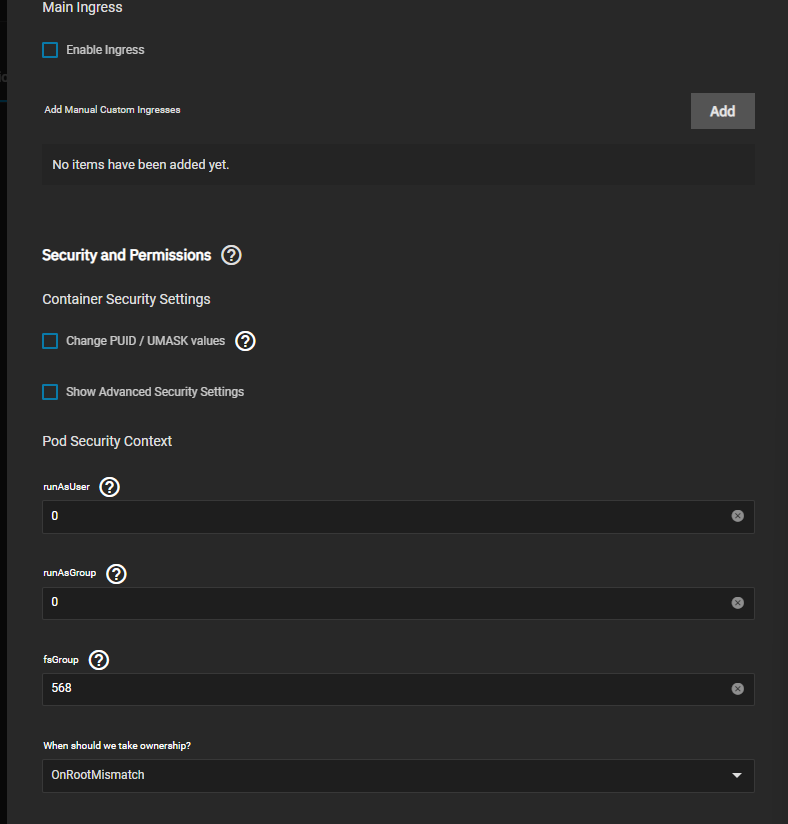 Main Ingress
Enable Ingress
Add Manual Custom Ingresses
Add
No items have been added yet.
Security and Permissions
Container Security Settings
Change PUID / UMASK values
Show Advanced Security Settings
Pod Security Context
runAsUser
0
runAsGroup
0
fsGroup
568
When should we take ownership?
OnRootMismatch